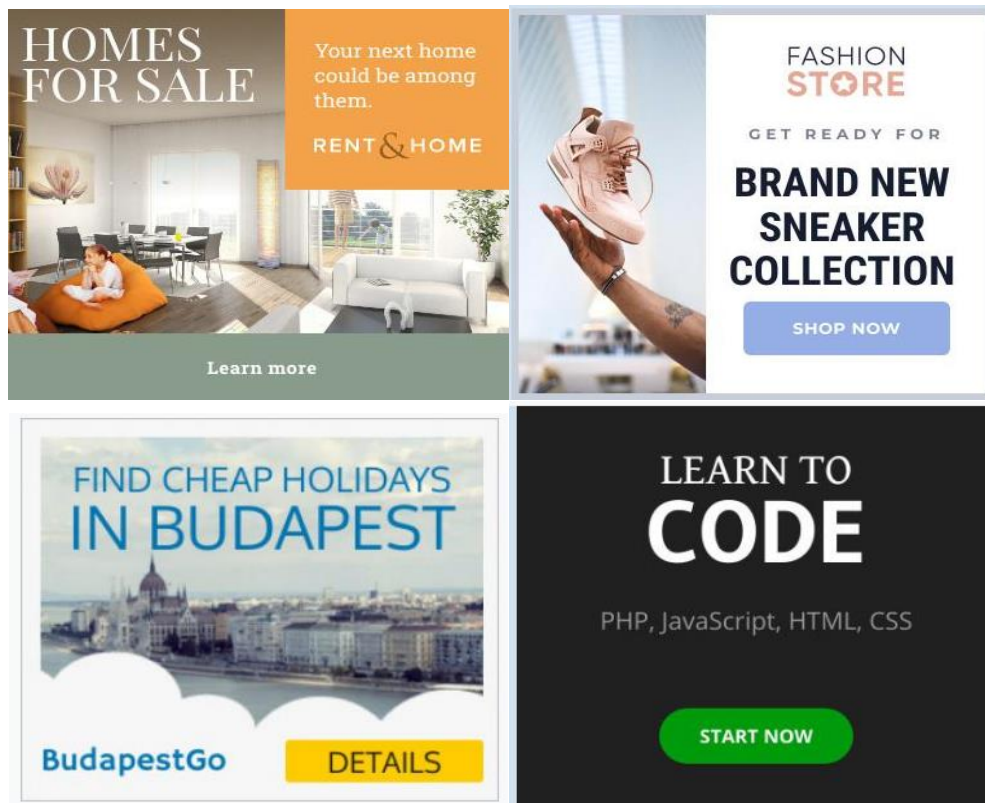 HOMES
FOR SALE
Your next home
could be among
them.
RENT & HOME
Learn more
FASHION
STORE
GET READY FOR
BRAND NEW
SNEAKER
COLLECTION
SHOP NOW
FIND CHEAP HOLIDAYS
IN BUDAPEST
BudapestGo
DETAILS
LEARN TO
CODE
PHP, JavaScript, HTML, CSS
START NOW